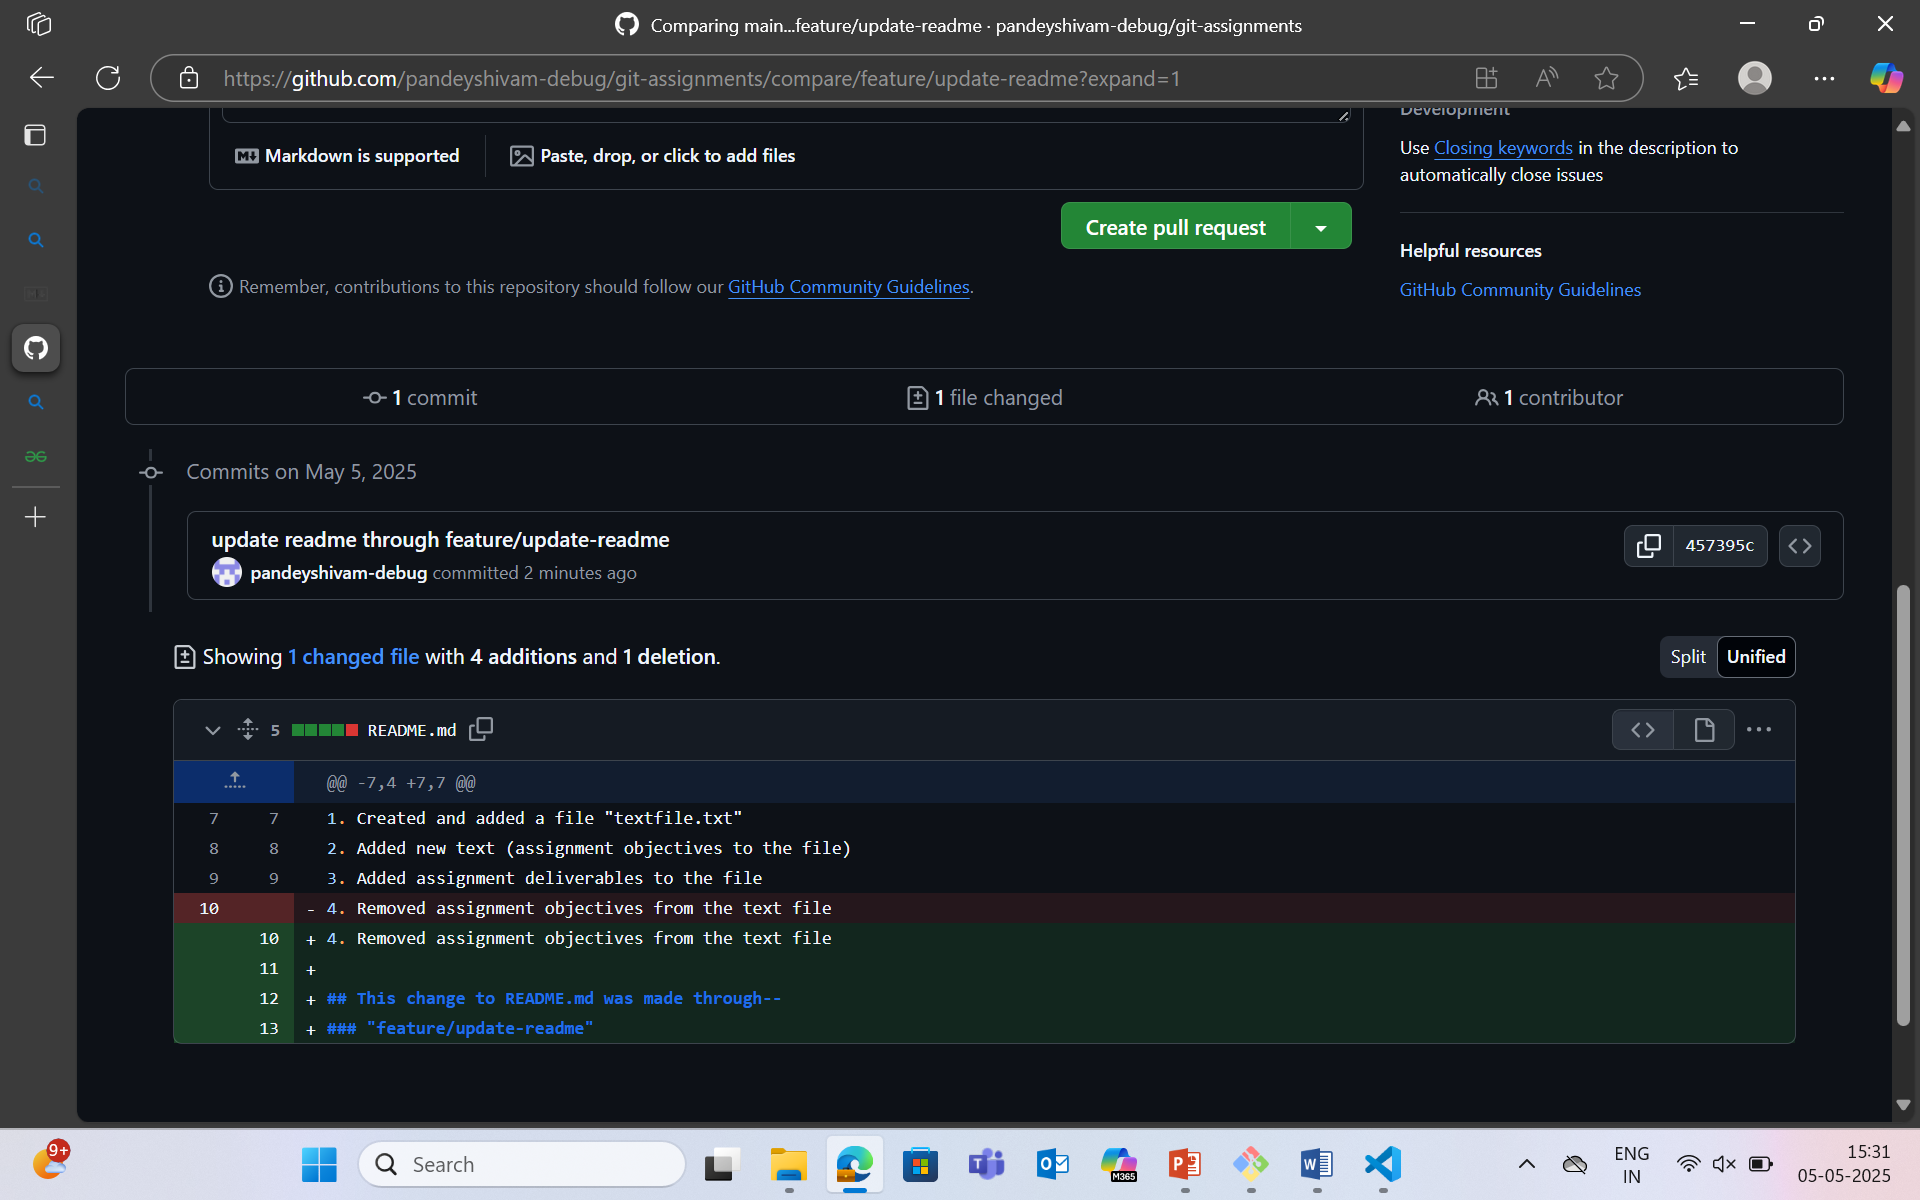 Comparing main...feature/update-readme · pandeyshivam-debug/git-assignments
https://github.com/pandeyshivam-debug/git-assignments/compare/feature/update-readme?expand=1
Development
Markdown is supported
Paste, drop, or click to add files
Use Closing keywords in the description to
automatically close issues
Create pull request
Helpful resources
Remember, contributions to this repository should follow our GitHub Community Guidelines.
GitHub Community Guidelines
1 commit
1 file changed
1 contributor
Commits on May 5, 2025
update readme through feature/update-readme
457395c
pandeyshivam-debug committed 2 minutes ago
Showing 1 changed file with 4 additions and 1 deletion.
Split Unified
5 README.md
@@ -7,4 +7,7 @@
7 7 1. Created and added a file "textfile.txt"
8 8 2. Added new text (assignment objectives to the file)
9 9 3. Added assignment deliverables to the file
10 - 4. Removed assignment objectives from the text file
10 + 4. Removed assignment objectives from the text file
11 +
12 + ## This change to README.md was made through--
13 + ### "feature/update-readme"
9+
Search
M365
ENG
IN
15:31
05-05-2025